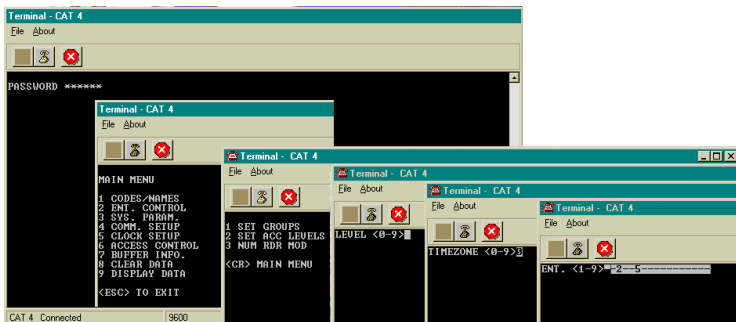 Terminal - CAT 4
File About
PASSWORD ******
Terminal - CAT 4
File About
MAIN MENU
1 CODES/NAMES
2 ENT. CONTROL
3 SYS. PARAM.
4 COMM. SETUP
5 CLOCK SETUP
6 ACCESS CONTROL
7 BUFFER INFO.
8 CLEAR DATA
9 DISPLAY DATA
<ESC> TO EXIT
Terminal - CAT 4
File About
1 SET GROUPS
2 SET ACC LEVELS
3 NUM RDR MOD
<CR> MAIN MENU
Terminal - CAT 4
File About
LEVEL <0-9>
Terminal - CAT 4
File About
TIMEZONE <0-9>3
Terminal - CAT 4
File About
ENT. <1-9> -2--5------------
CAT 4 Connected
9600